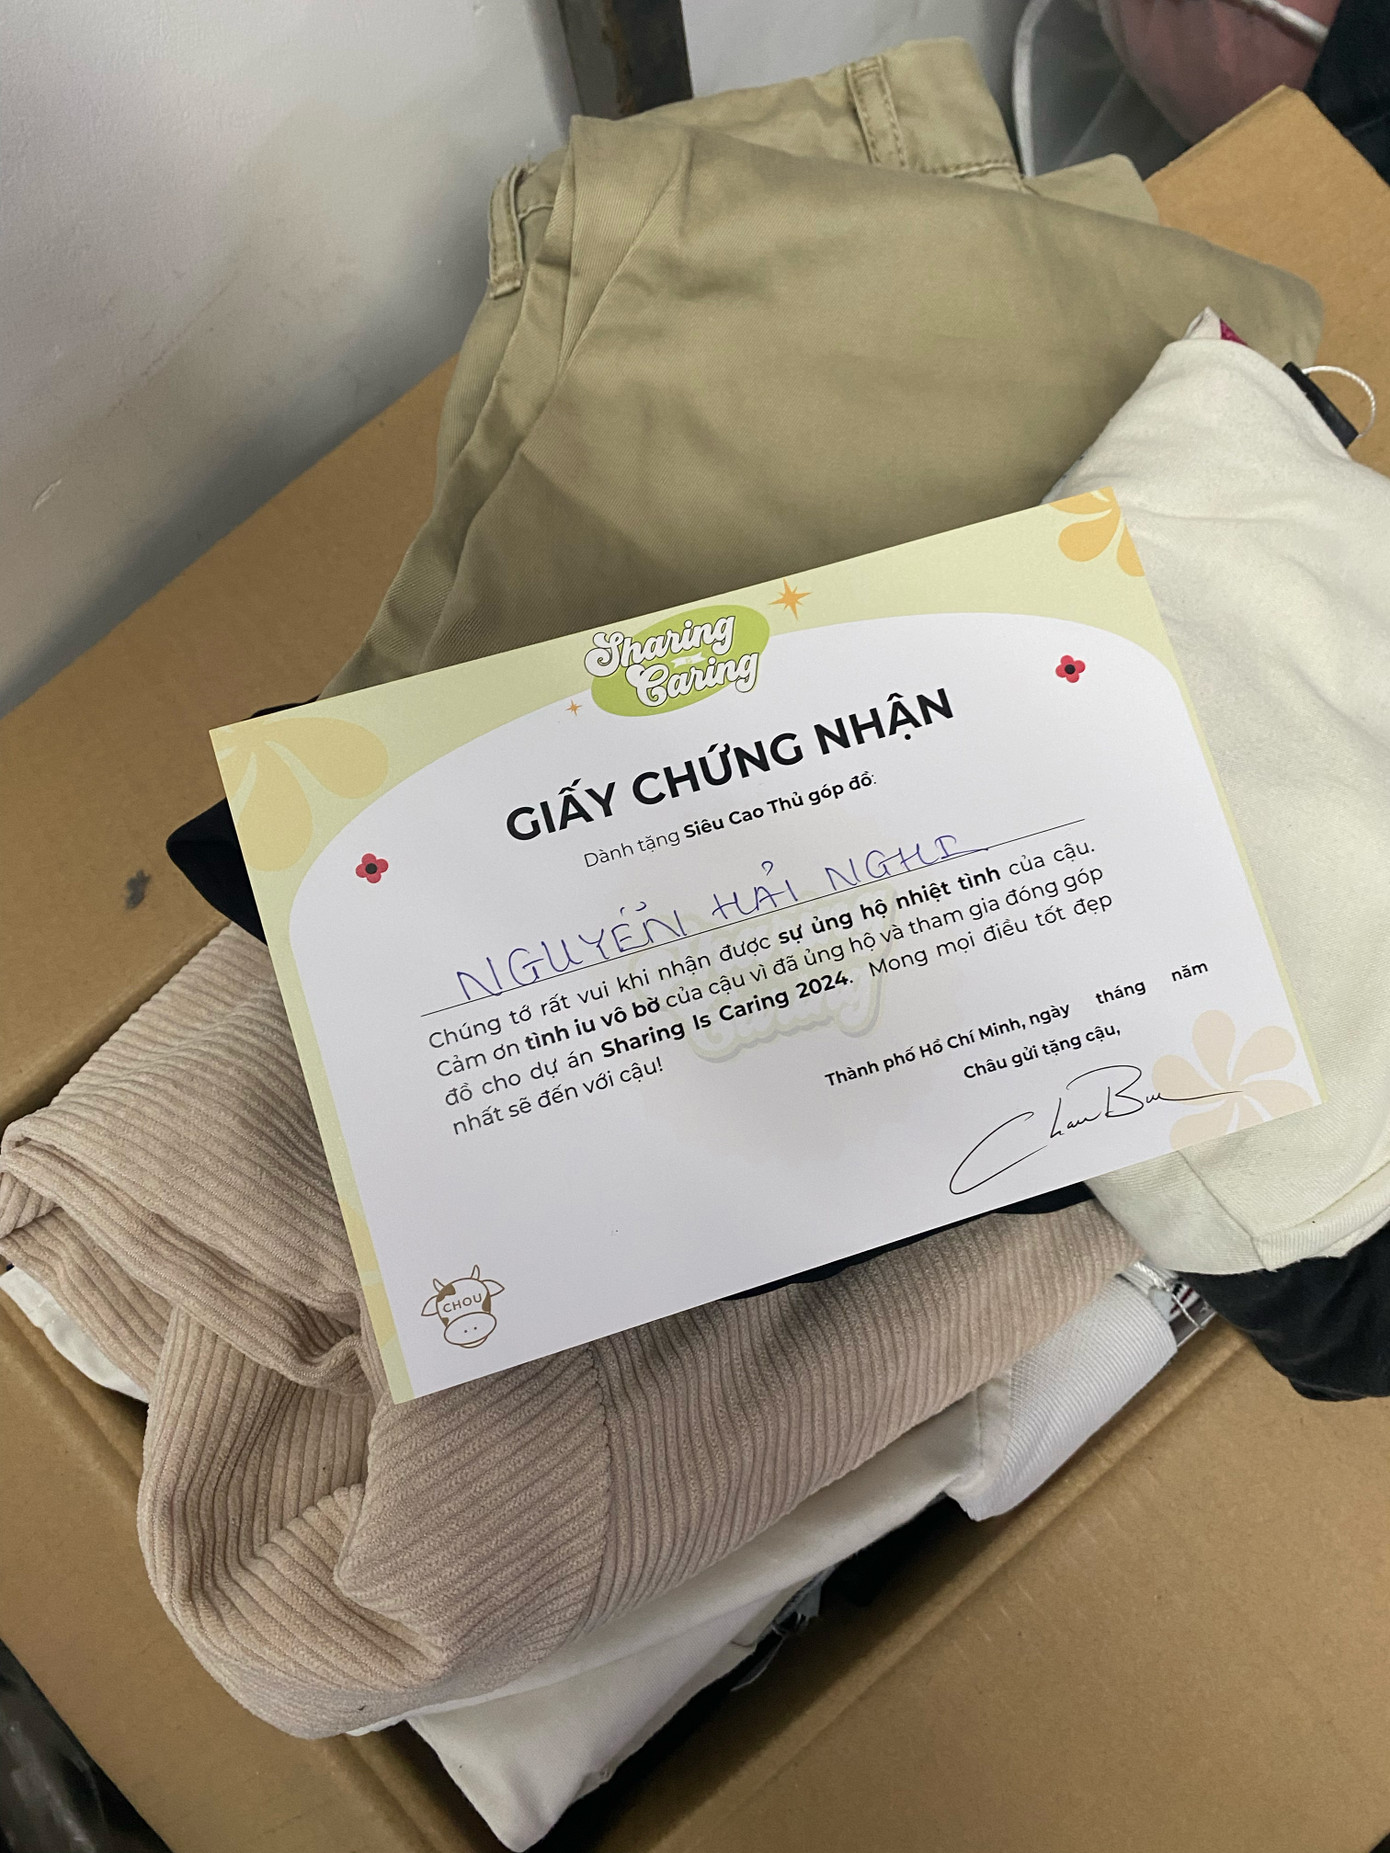 Sharing
is
Caring
GIẤY CHỨNG NHẬN
Dành tặng Siêu Cao Thủ góp đồ:
NGUYỄN HẢI NGHI
Chúng tớ rất vui khi nhận được sự ủng hộ nhiệt tình của cậu.
Cảm ơn tình iu vô bờ của cậu vì đã ủng hộ và tham gia đóng góp
đồ cho dự án Sharing Is Caring 2024. Mong mọi điều tốt đẹp
nhất sẽ đến với cậu!
Thành phố Hồ Chí Minh, ngày tháng năm
Châu gửi tặng cậu,
Chau Bui
CHOU